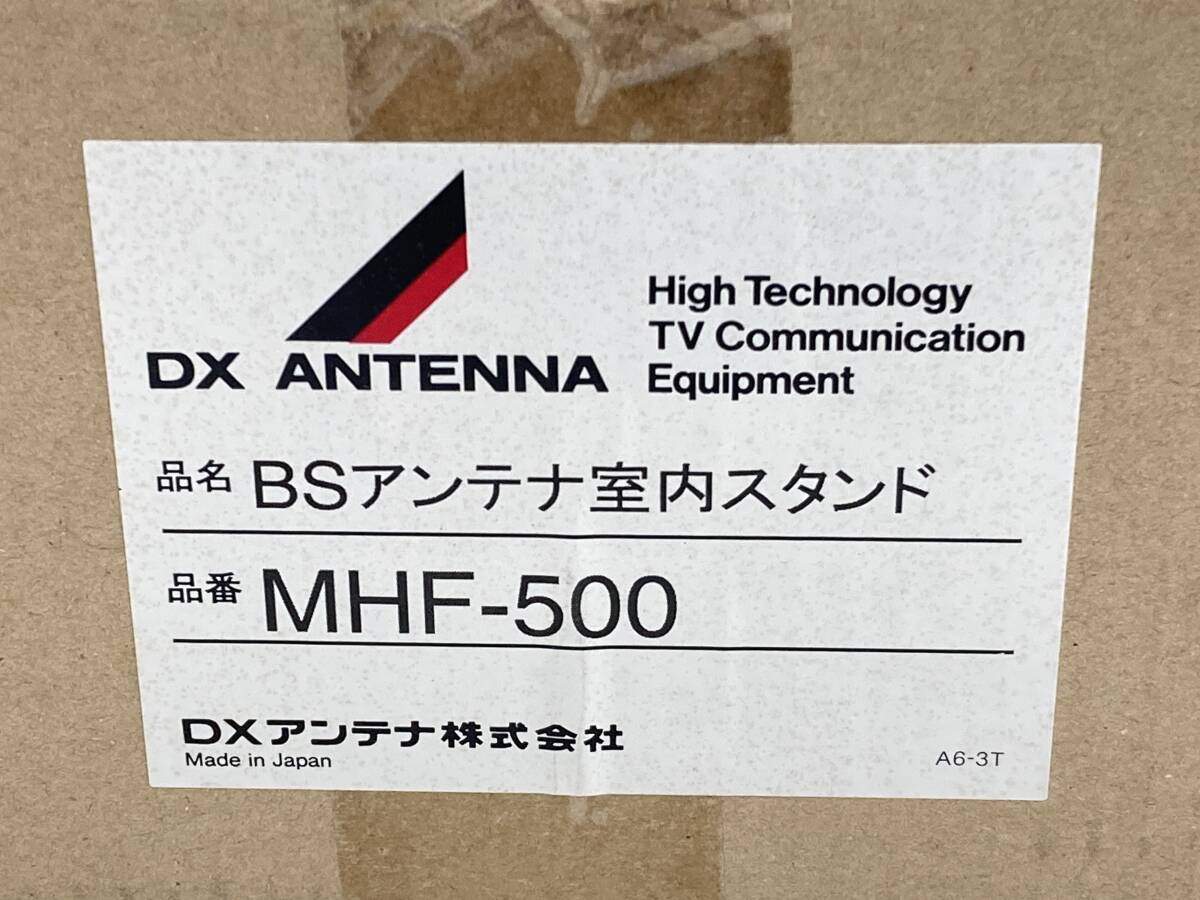 DX ANTENNA
High Technology
TV Communication
Equipment
品名 BSアンテナ室内スタンド
品番 MHF-500
DXアンテナ株式会社
Made in Japan
A6-3T